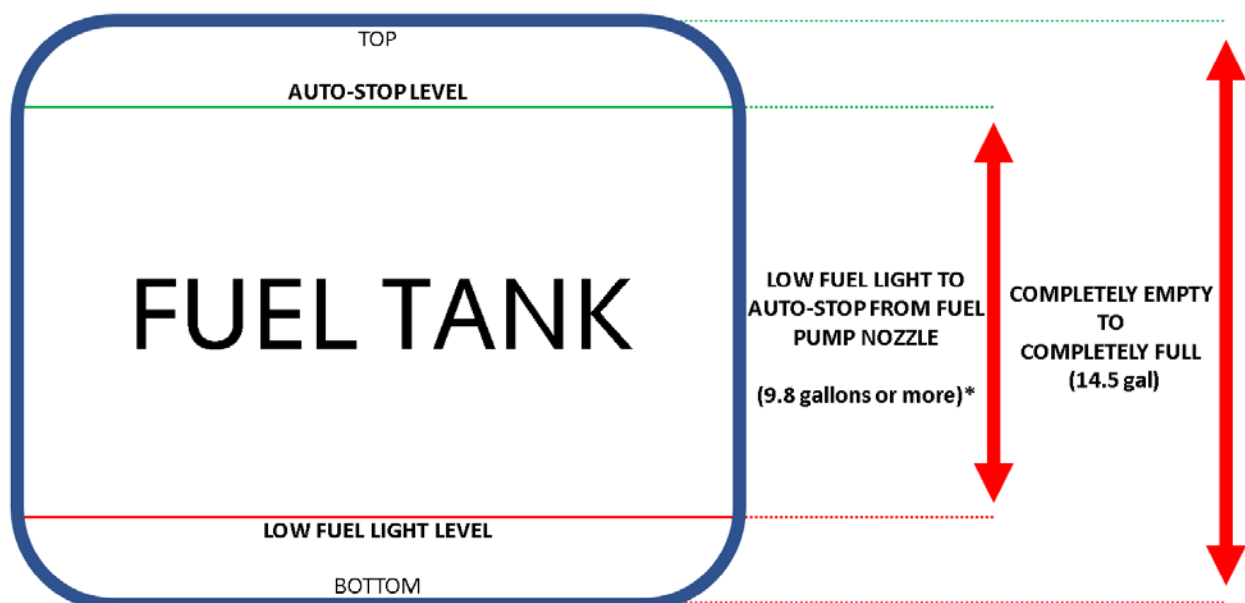 TOP
AUTO-STOP LEVEL
FUEL TANK
LOW FUEL LIGHT TO
AUTO-STOP FROM FUEL
PUMP NOZZLE
(9.8 gallons or more)*
COMPLETELY EMPTY
TO
COMPLETELY FULL
(14.5 gal)
LOW FUEL LIGHT LEVEL
BOTTOM